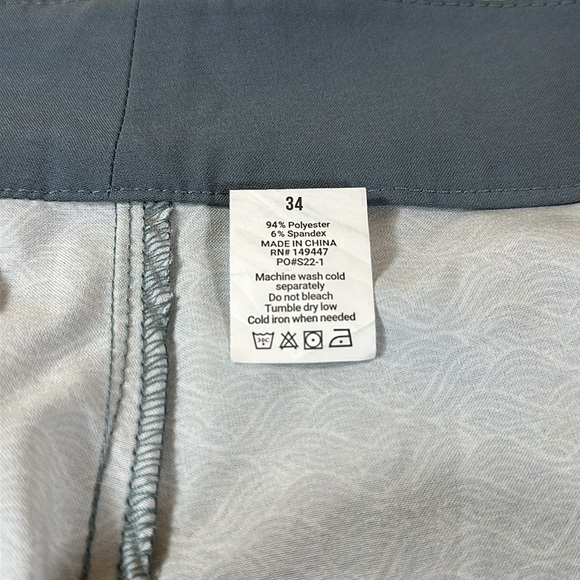 34
94% Polyester
6% Spandex
MADE IN CHINA
RN# 149447
PO#S22-1
Machine wash cold
separately
Do not bleach
Tumble dry low
Cold iron when needed
30C